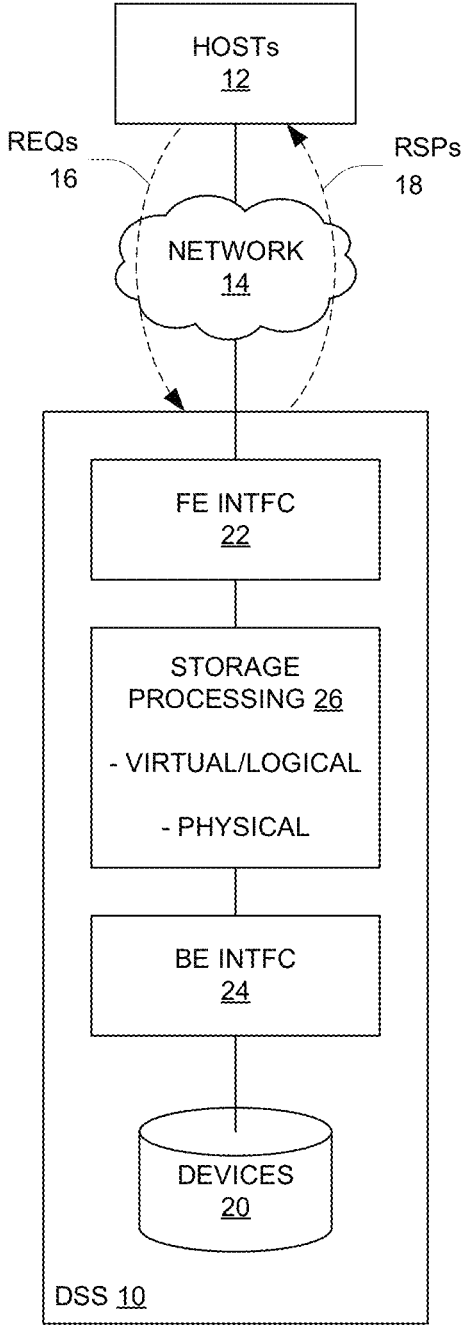 HOSTs
12
REQs
16
RSPs
18
NETWORK
14
FE INTFC
22
STORAGE
PROCESSING 26
- VIRTUAL/LOGICAL
- PHYSICAL
BE INTFC
24
DEVICES
20
DSS 10